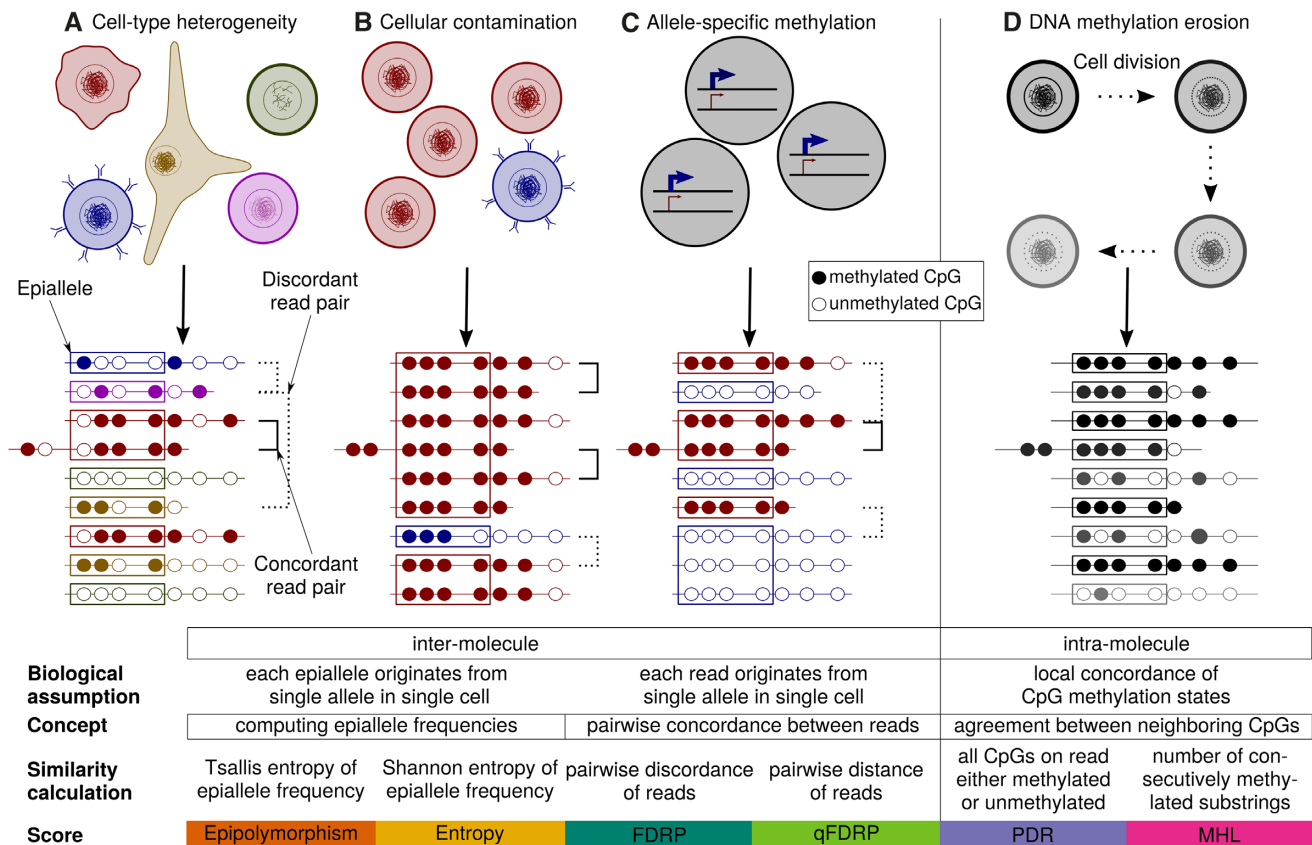 A Cell-type heterogeneity
B Cellular contamination
C Allele-specific methylation
D DNA methylation erosion
Cell division
methylated CpG
unmethylated CpG
Epiallele
Discordant
read pair
Concordant
read pair
inter-molecule
intra-molecule
Biological
assumption
each epiallele originates from
single allele in single cell
each read originates from
single allele in single cell
local concordance of
CpG methylation states
Concept
computing epiallele frequencies
pairwise concordance between reads
agreement between neighboring CpGs
Similarity
calculation
Tsallis entropy of
epiallele frequency
Shannon entropy of
epiallele frequency
pairwise discordance
of reads
pairwise distance
of reads
all CpGs on read
either methylated
or unmethylated
number of con-
secutively methy-
lated substrings
Score
Epipolymorphism
Entropy
FDRP
qFDRP
PDR
MHL